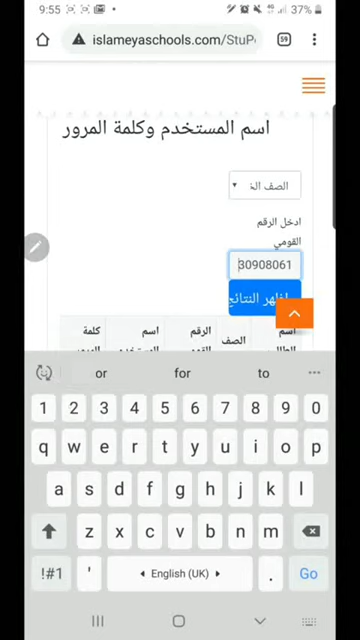 9:55
37%
islameyaschools.com/StuPe
59
اسم المستخدم وكلمة المرور
الصف الخ
ادخل الرقم
القومي
30908061
اظهر النتائج
اسم الصف الرقم اسم كلمة
or for to
1 2 3 4 5 6 7 8 9 0
q w e r t y u i o p
a s d f g h j k l
z x c v b n m
!#1 ' English (UK) . Go